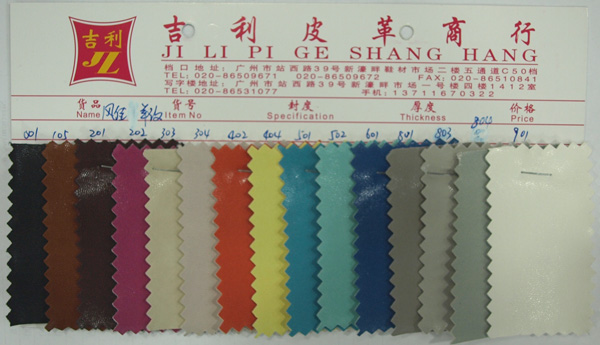 吉利
JL
吉利皮革商行
JI LI PI GE SHANG HANG
档口地址：广州市站西路39号新濠畔鞋材市场二楼五通道C50档
TEL: 020-86509671 020-86509672 FAX: 020-86510841
写字楼地址：广州市站西路39号新濠畔市场一号楼四楼1412室
TEL: 020-86531077 手机：13711670322
货品 货号 封度 厚度 价格
Name Item No Specification Thickness Price
001 105 201 202 303 304 402 404 501 502 601 801 803 901